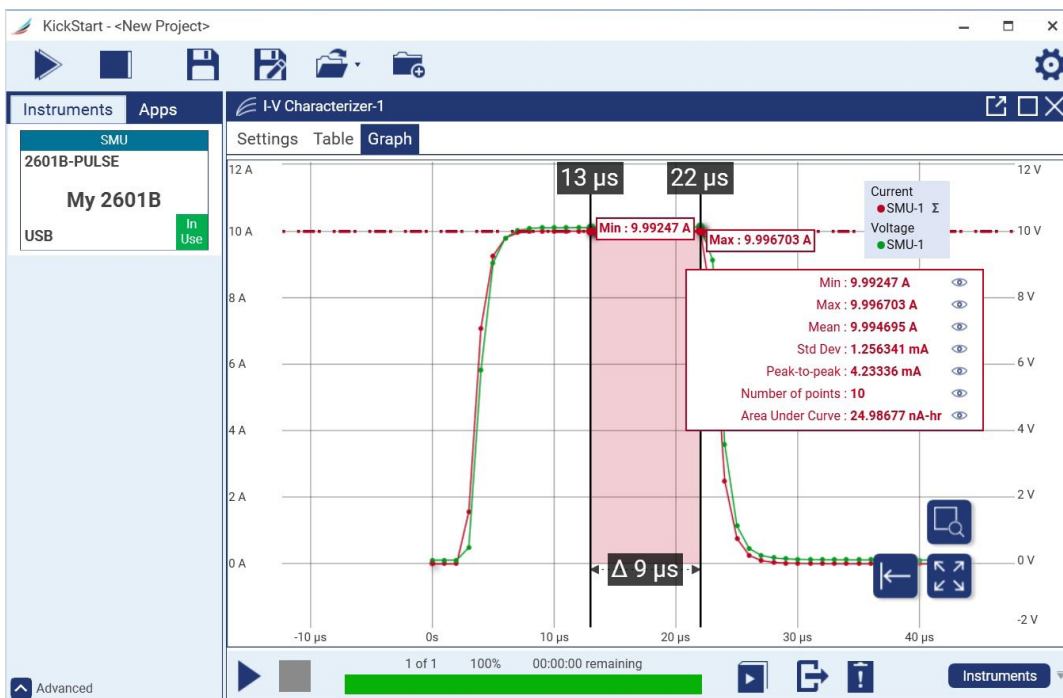 KickStart - <New Project>
Instruments Apps
SMU
2601B-PULSE
My 2601B
USB
In
Use
Advanced
I-V Characterizer-1
Settings Table Graph
12 A
10 A
8 A
6 A
4 A
2 A
0 A
13 µs
22 µs
Min : 9.99247 A
Max : 9.996703 A
Current
SMU-1 Σ
Voltage
SMU-1
Min : 9.99247 A
Max : 9.996703 A
Mean : 9.994695 A
Std Dev : 1.256341 mA
Peak-to-peak : 4.23336 mA
Number of points : 10
Area Under Curve : 24.98677 nA-hr
12 V
10 V
8 V
6 V
4 V
2 V
0 V
-2 V
Δ 9 µs
-10 µs
0s
10 µs
20 µs
30 µs
40 µs
1 of 1 100% 00:00:00 remaining
Instruments